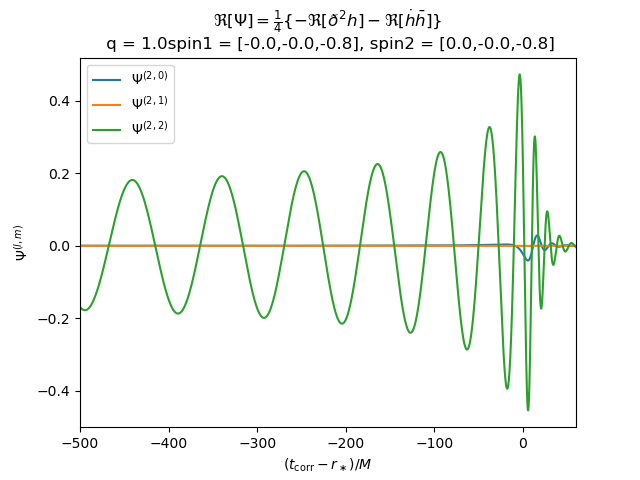 ℜ[Ψ] = 1/4{−ℜ[ð²h] − ℜ[ḣh̄]}
q = 1.0spin1 = [-0.0,-0.0,-0.8], spin2 = [0.0,-0.0,-0.8]
Ψ^(2,0)
Ψ^(2,1)
Ψ^(2,2)
Ψ^(l,m)
0.4
0.2
0.0
−0.2
−0.4
−500 −400 −300 −200 −100 0
(t_corr − r_*)/M